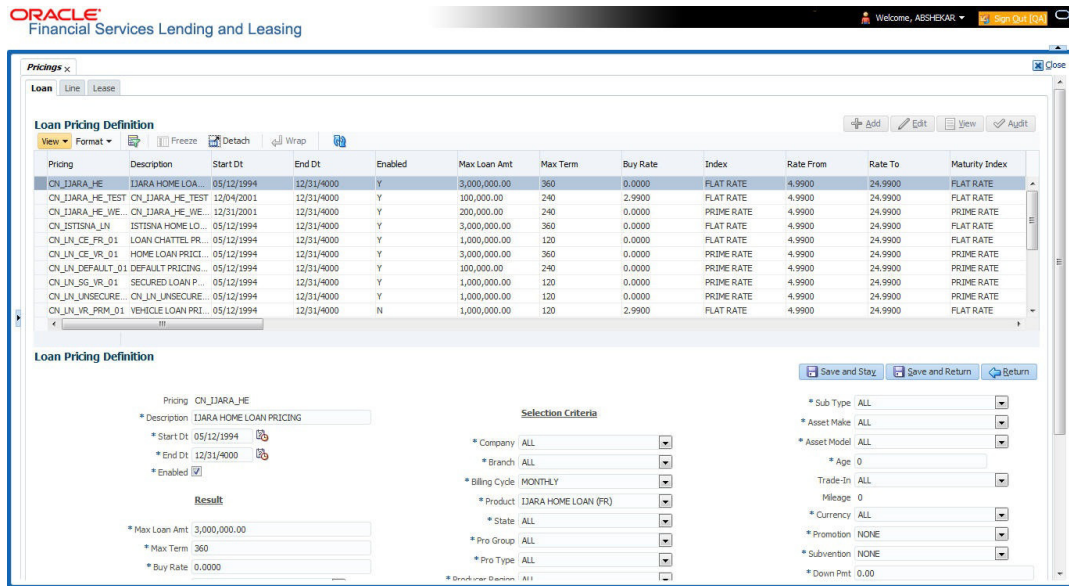 ORACLE®
Financial Services Lending and Leasing
Welcome, ABSHEKAR
Sign Out [QA]
Pricings
Close
Loan Line Lease
Loan Pricing Definition
Add Edit View Audit
View Format Freeze Detach Wrap
Pricing Description Start Dt End Dt Enabled Max Loan Amt Max Term Buy Rate Index Rate From Rate To Maturity Index
CN_IJARA_HE IJARA HOME LOA... 05/12/1994 12/31/4000 Y 3,000,000.00 360 0.0000 FLAT RATE 4.9900 24.9900 FLAT RATE
CN_IJARA_HE_TEST CN_IJARA_HE_TEST 12/04/2001 12/31/4000 Y 100,000.00 240 2.9900 FLAT RATE 4.9900 24.9900 FLAT RATE
CN_IJARA_HE_WE... CN_IJARA_HE_WE... 12/31/2001 12/31/4000 Y 200,000.00 240 0.0000 PRIME RATE 4.9900 24.9900 PRIME RATE
CN_ISTISNA_LN ISTISNA HOME LO... 05/12/1994 12/31/4000 Y 3,000,000.00 360 0.0000 FLAT RATE 4.9900 24.9900 FLAT RATE
CN_LN_CE_FR_01 LOAN CHATTEL PR... 05/12/1994 12/31/4000 Y 1,000,000.00 120 0.0000 FLAT RATE 4.9900 24.9900 FLAT RATE
CN_LN_CE_VR_01 HOME LOAN PRICI... 05/12/1994 12/31/4000 Y 3,000,000.00 360 0.0000 PRIME RATE 4.9900 24.9900 PRIME RATE
CN_LN_DEFAULT_01 DEFAULT PRICING... 05/12/1994 12/31/4000 Y 100,000.00 240 0.0000 PRIME RATE 4.9900 24.9900 PRIME RATE
CN_LN_SG_VR_01 SECURED LOAN P... 05/12/1994 12/31/4000 Y 1,000,000.00 120 0.0000 PRIME RATE 4.9900 24.9900 PRIME RATE
CN_LN_UNSECURE... CN_LN_UNSECURE... 05/12/1994 12/31/4000 Y 1,000,000.00 120 0.0000 PRIME RATE 4.9900 24.9900 PRIME RATE
CN_LN_VR_PRM_01 VEHICLE LOAN PRI... 05/12/1994 12/31/4000 N 1,000,000.00 120 2.9900 FLAT RATE 4.9900 24.9900 FLAT RATE
Loan Pricing Definition
Save and Stay Save and Return Return
Pricing CN_IJARA_HE
* Description IJARA HOME LOAN PRICING
* Start Dt 05/12/1994
* End Dt 12/31/4000
* Enabled
Result
* Max Loan Amt 3,000,000.00
* Max Term 360
* Buy Rate 0.0000
Selection Criteria
* Company ALL
* Branch ALL
* Billing Cycle MONTHLY
* Product IJARA HOME LOAN (FR)
* State ALL
* Pro Group ALL
* Pro Type ALL
* Producer Region ALL
* Sub Type ALL
* Asset Make ALL
* Asset Model ALL
* Age 0
Trade-In ALL
Mileage 0
* Currency ALL
* Promotion NONE
* Subvention NONE
* Down Pmt 0.00